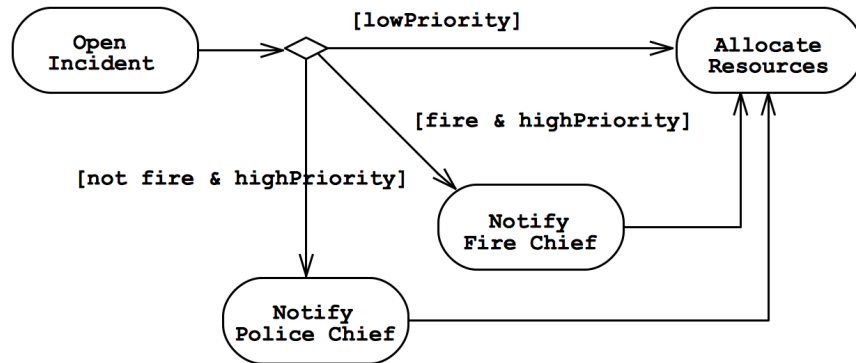 [lowPriority]
Open
Incident
Allocate
Resources
[fire & highPriority]
[not fire & highPriority]
Notify
Fire Chief
Notify
Police Chief